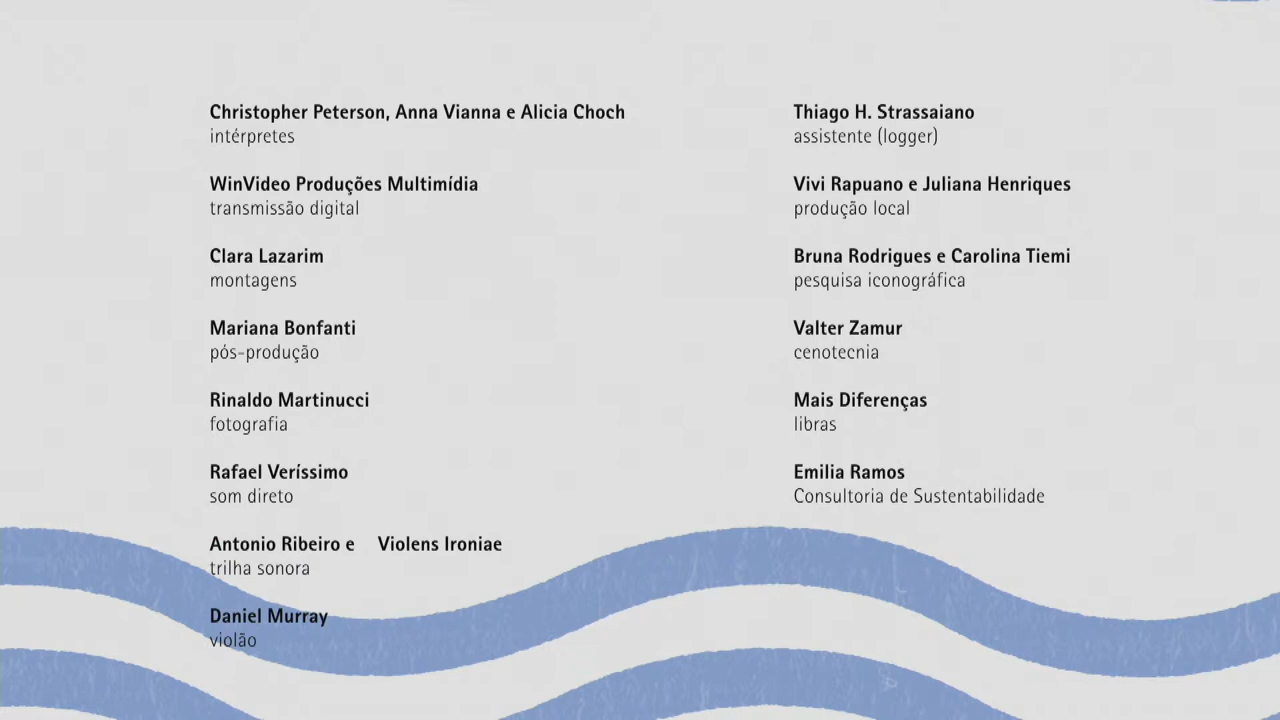 Christopher Peterson, Anna Vianna e Alicia Choch
intérpretes
WinVideo Produções Multimídia
transmissão digital
Clara Lazarim
montagens
Mariana Bonfanti
pós-produção
Rinaldo Martinucci
fotografia
Rafael Veríssimo
som direto
Antonio Ribeiro e Violens Ironiae
trilha sonora
Daniel Murray
violão
Thiago H. Strassaiano
assistente (logger)
Vivi Rapuano e Juliana Henriques
produção local
Bruna Rodrigues e Carolina Tiemi
pesquisa iconográfica
Valter Zamur
cenotecnia
Mais Diferenças
libras
Emilia Ramos
Consultoria de Sustentabilidade